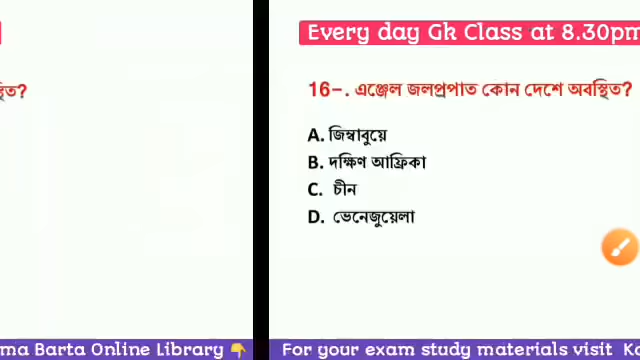 Every day Gk Class at 8.30pm
স্থিত?
16–. এঞ্জেল জলপ্রপাত কোন দেশে অবস্থিত?
A. জিম্বাবুয়ে
B. দক্ষিণ আফ্রিকা
C. চীন
D. ভেনেজুয়েলা
ma Barta Online Library 👇
For your exam study materials visit Ka